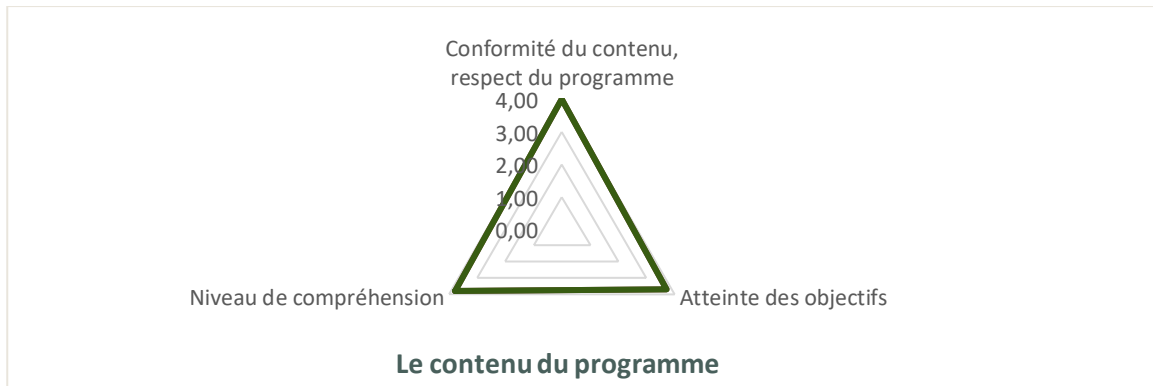 Conformité du contenu,
respect du programme
4,00
3,00
2,00
1,00
0,00
Niveau de compréhension
Atteinte des objectifs
Le contenu du programme